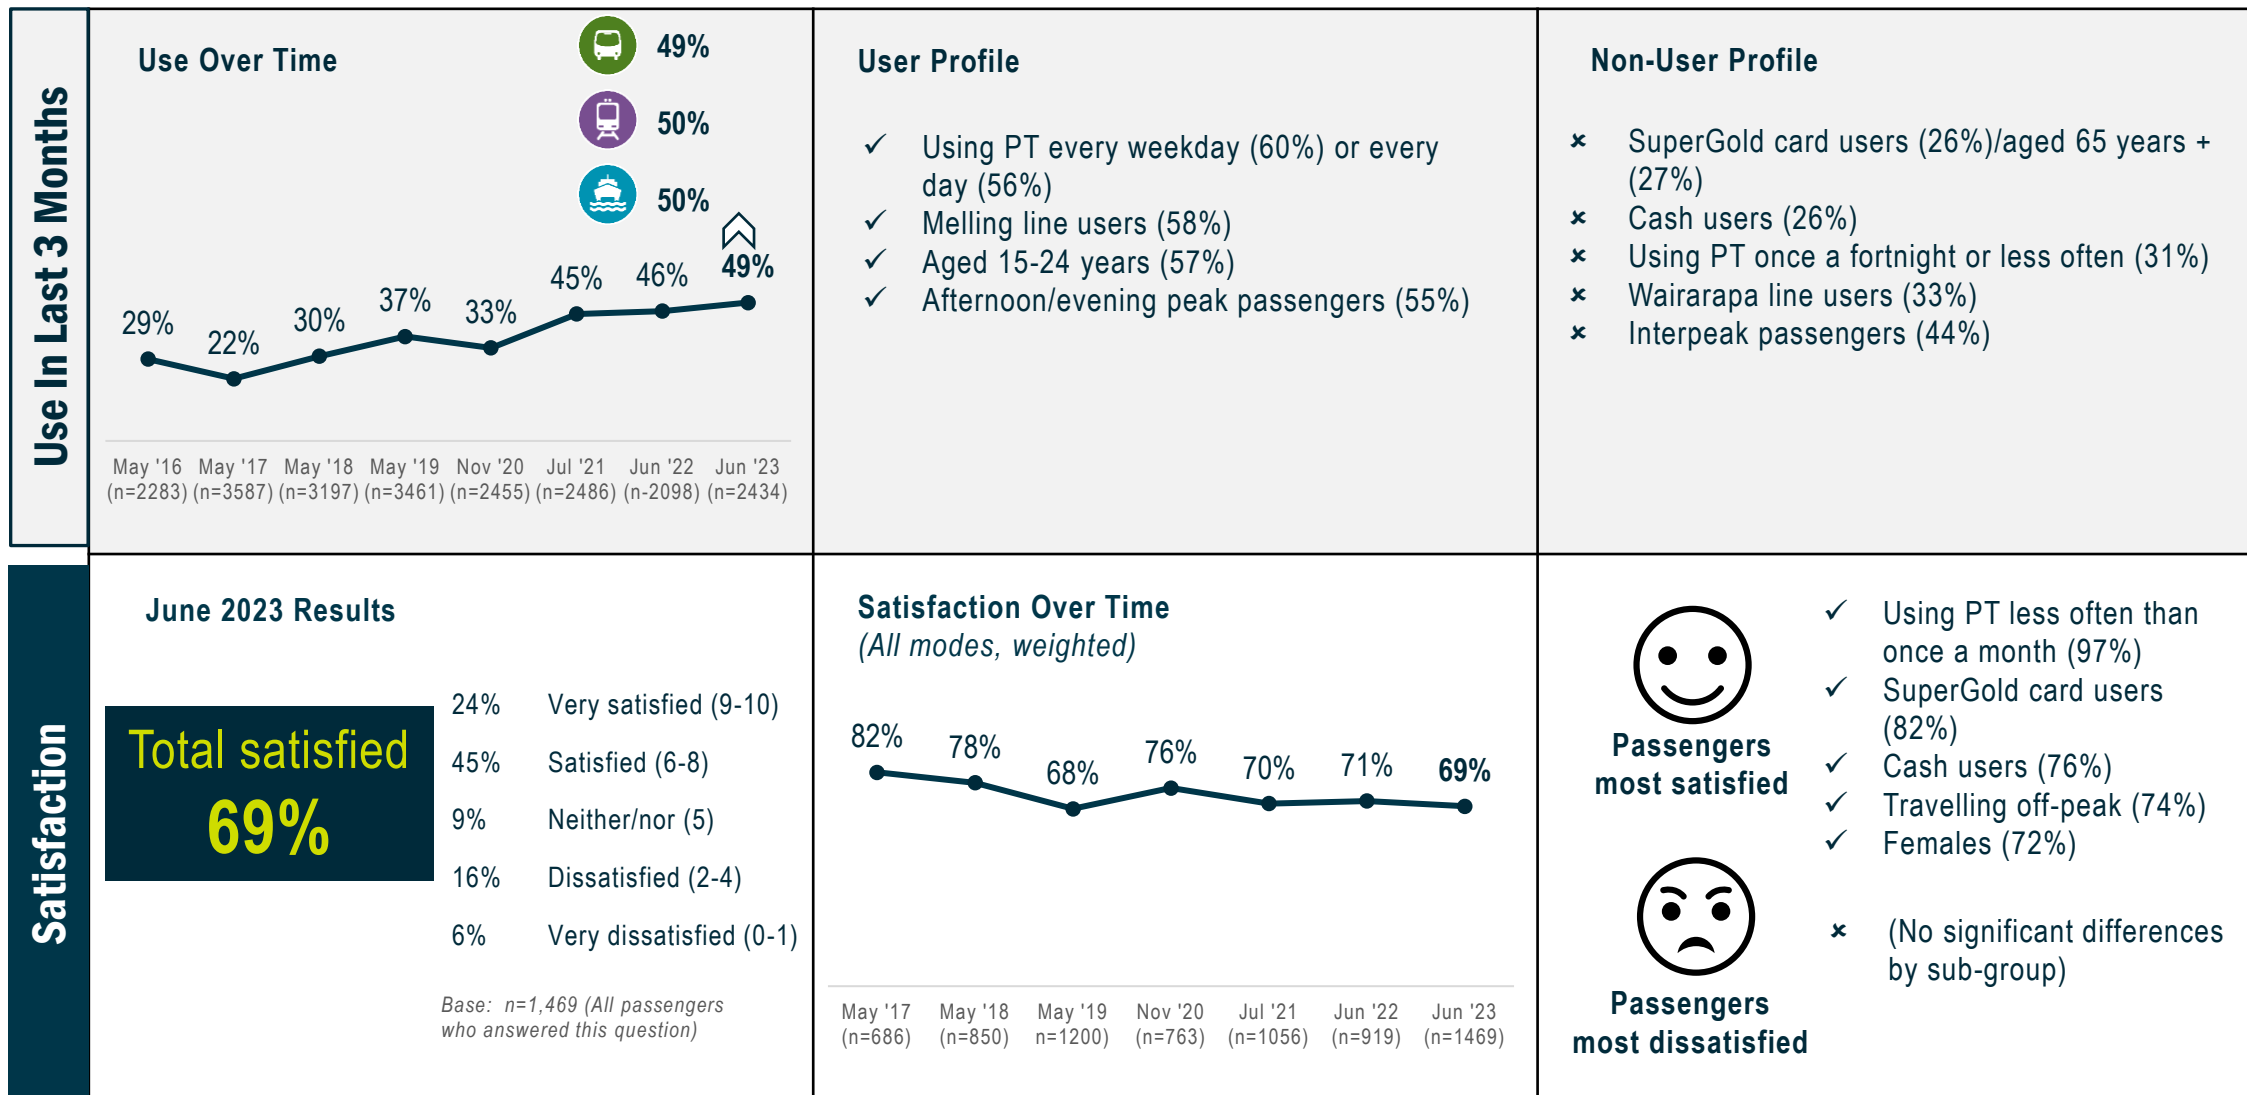 Use In Last 3 Months
Use Over Time
49%
50%
50%
29%
22%
30%
37%
33%
45%
46%
49%
May '16
(n=2283)
May '17
(n=3587)
May '18
(n=3197)
May '19
(n=3461)
Nov '20
(n=2455)
Jul '21
(n=2486)
Jun '22
(n-2098)
Jun '23
(n=2434)
User Profile
✓ Using PT every weekday (60%) or every
day (56%)
✓ Melling line users (58%)
✓ Aged 15-24 years (57%)
✓ Afternoon/evening peak passengers (55%)
Non-User Profile
× SuperGold card users (26%)/aged 65 years +
(27%)
× Cash users (26%)
× Using PT once a fortnight or less often (31%)
× Wairarapa line users (33%)
× Interpeak passengers (44%)
Satisfaction
June 2023 Results
Total satisfied
69%
24% Very satisfied (9-10)
45% Satisfied (6-8)
9% Neither/nor (5)
16% Dissatisfied (2-4)
6% Very dissatisfied (0-1)
Base: n=1,469 (All passengers
who answered this question)
Satisfaction Over Time
(All modes, weighted)
82%
78%
68%
76%
70%
71%
69%
May '17
(n=686)
May '18
(n=850)
May '19
n=1200)
Nov '20
(n=763)
Jul '21
(n=1056)
Jun '22
(n=919)
Jun '23
(n=1469)
Passengers
most satisfied
✓ Using PT less often than
once a month (97%)
✓ SuperGold card users
(82%)
✓ Cash users (76%)
✓ Travelling off-peak (74%)
✓ Females (72%)
Passengers
most dissatisfied
× (No significant differences
by sub-group)